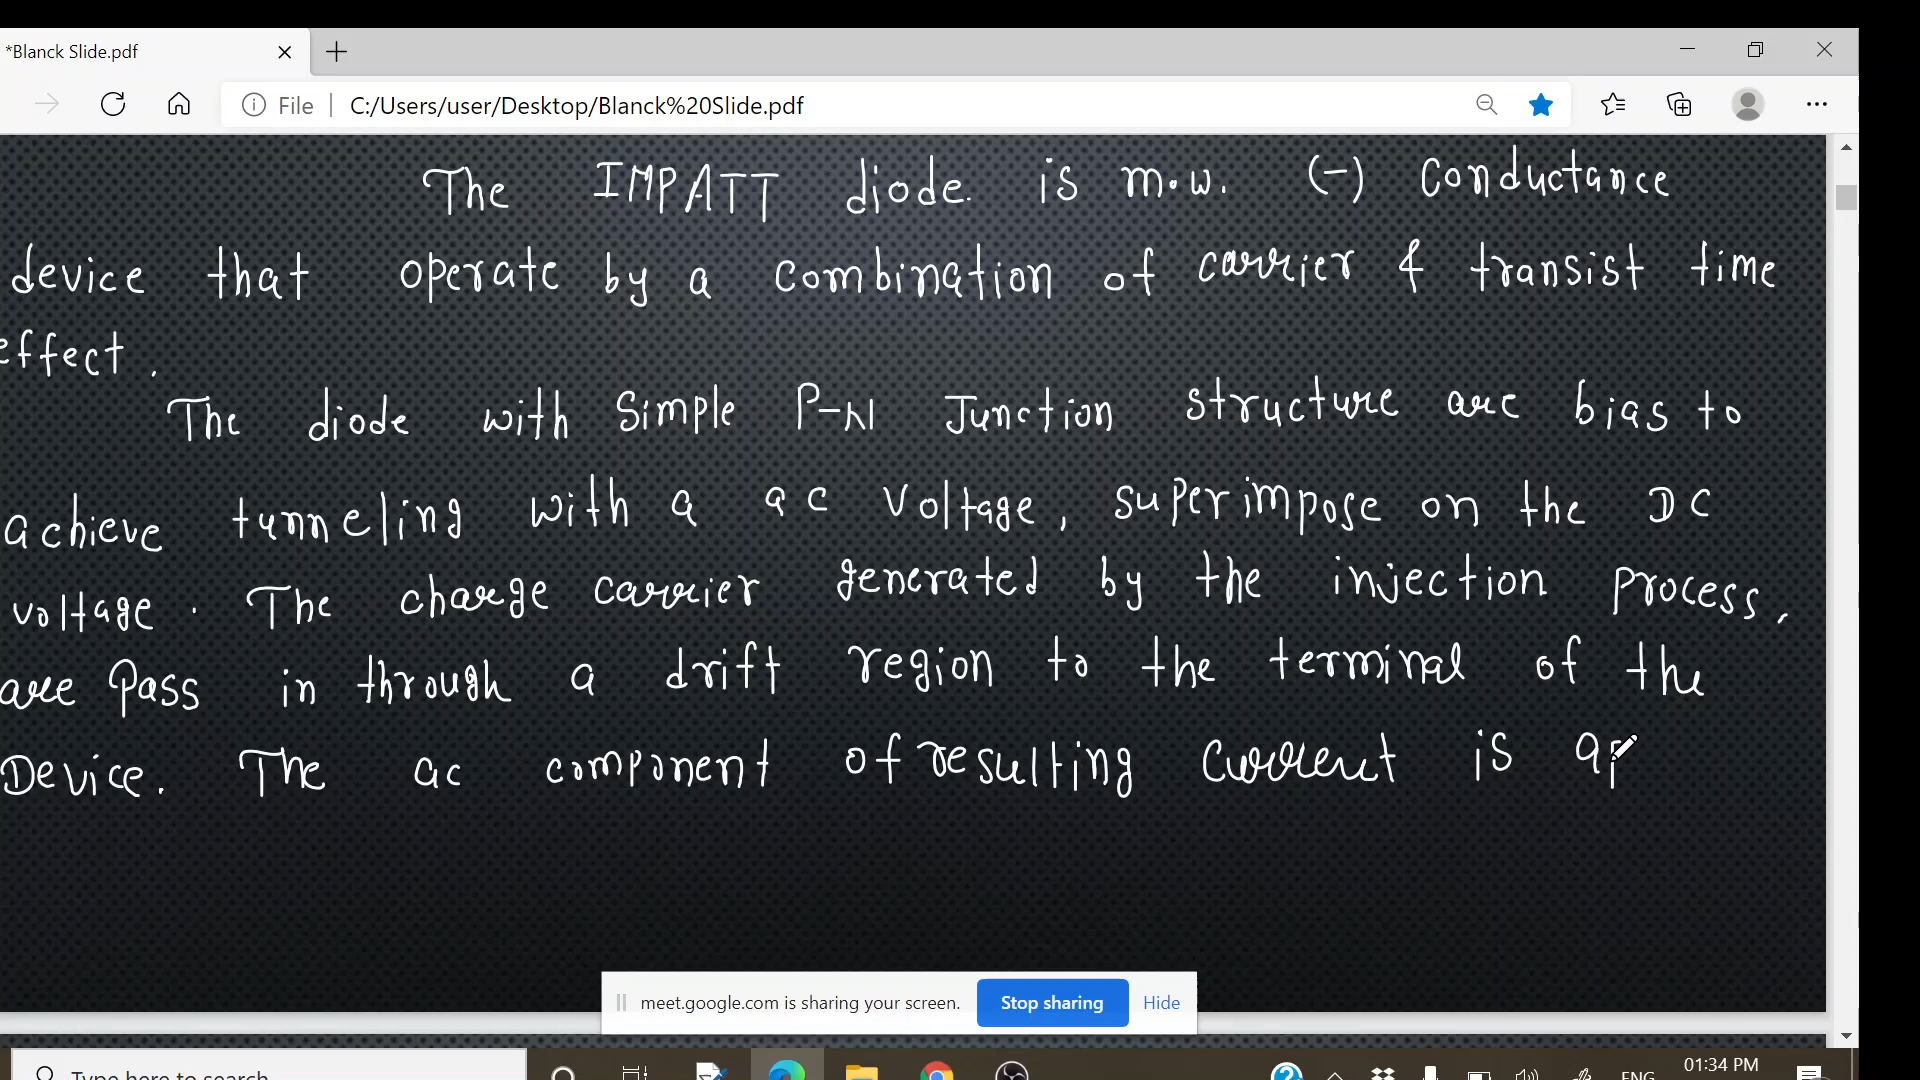 *Blanck Slide.pdf
File | C:/Users/user/Desktop/Blanck%20Slide.pdf
The IMPATT diode. is m.w. (-) Conductance
device that operate by a combination of carrier & transist time
effect.
The diode with Simple P-N Junction structure are bias to
achieve tunneling with a ac voltage, superimpose on the DC
voltage. The charge carrier generated by the injection process,
are pass in through a drift region to the terminal of the
Device. The ac component of resulting current is ap
meet.google.com is sharing your screen. Stop sharing Hide
Type here to search
ENG
01:34 PM